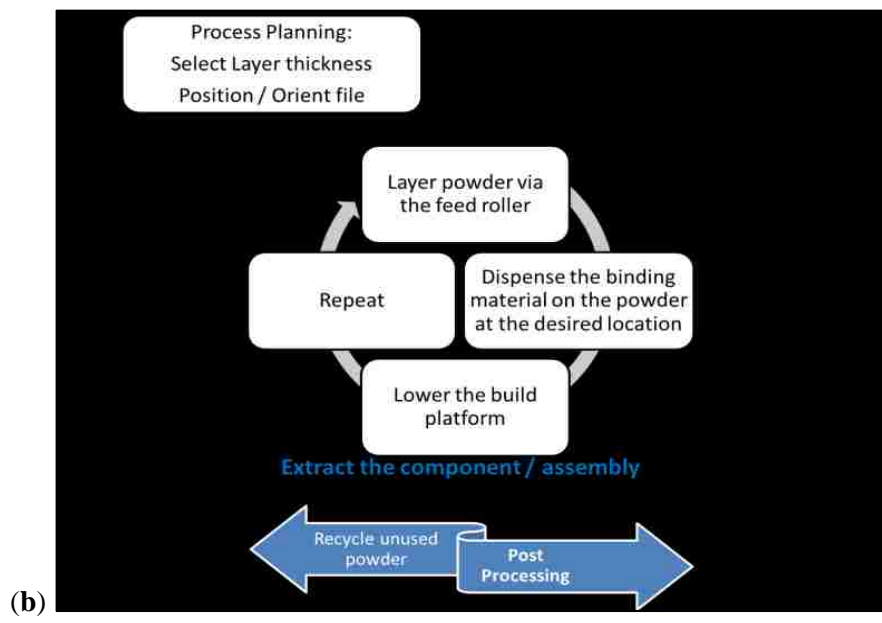 Process Planning:
Select Layer thickness
Position / Orient file
Layer powder via
the feed roller
Dispense the binding
material on the powder
at the desired location
Repeat
Lower the build
platform
Extract the component / assembly
Recycle unused
powder
Post
Processing
(b)